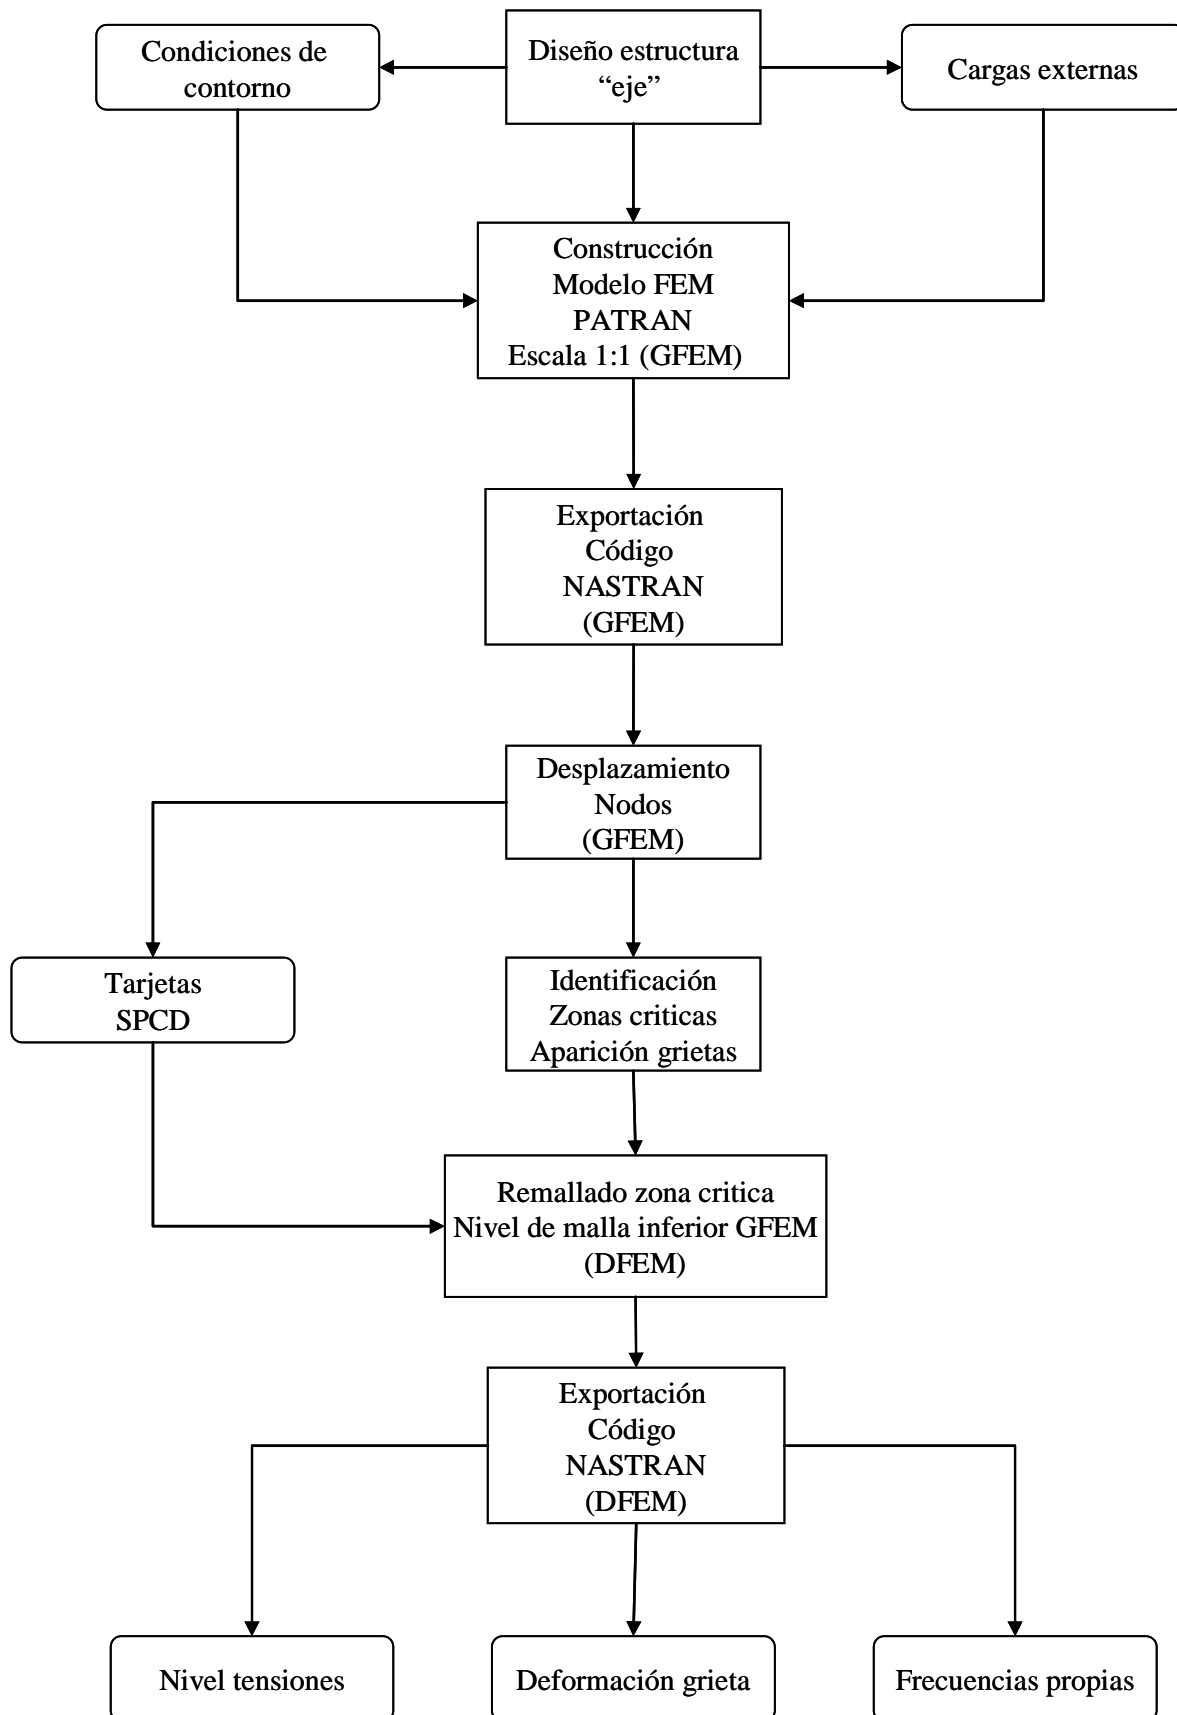 Condiciones de
contorno
Diseño estructura
“eje”
Cargas externas
Construcción
Modelo FEM
PATRAN
Escala 1:1 (GFEM)
Exportación
Código
NASTRAN
(GFEM)
Desplazamiento
Nodos
(GFEM)
Tarjetas
SPCD
Identificación
Zonas criticas
Aparición grietas
Remallado zona critica
Nivel de malla inferior GFEM
(DFEM)
Exportación
Código
NASTRAN
(DFEM)
Nivel tensiones
Deformación grieta
Frecuencias propias